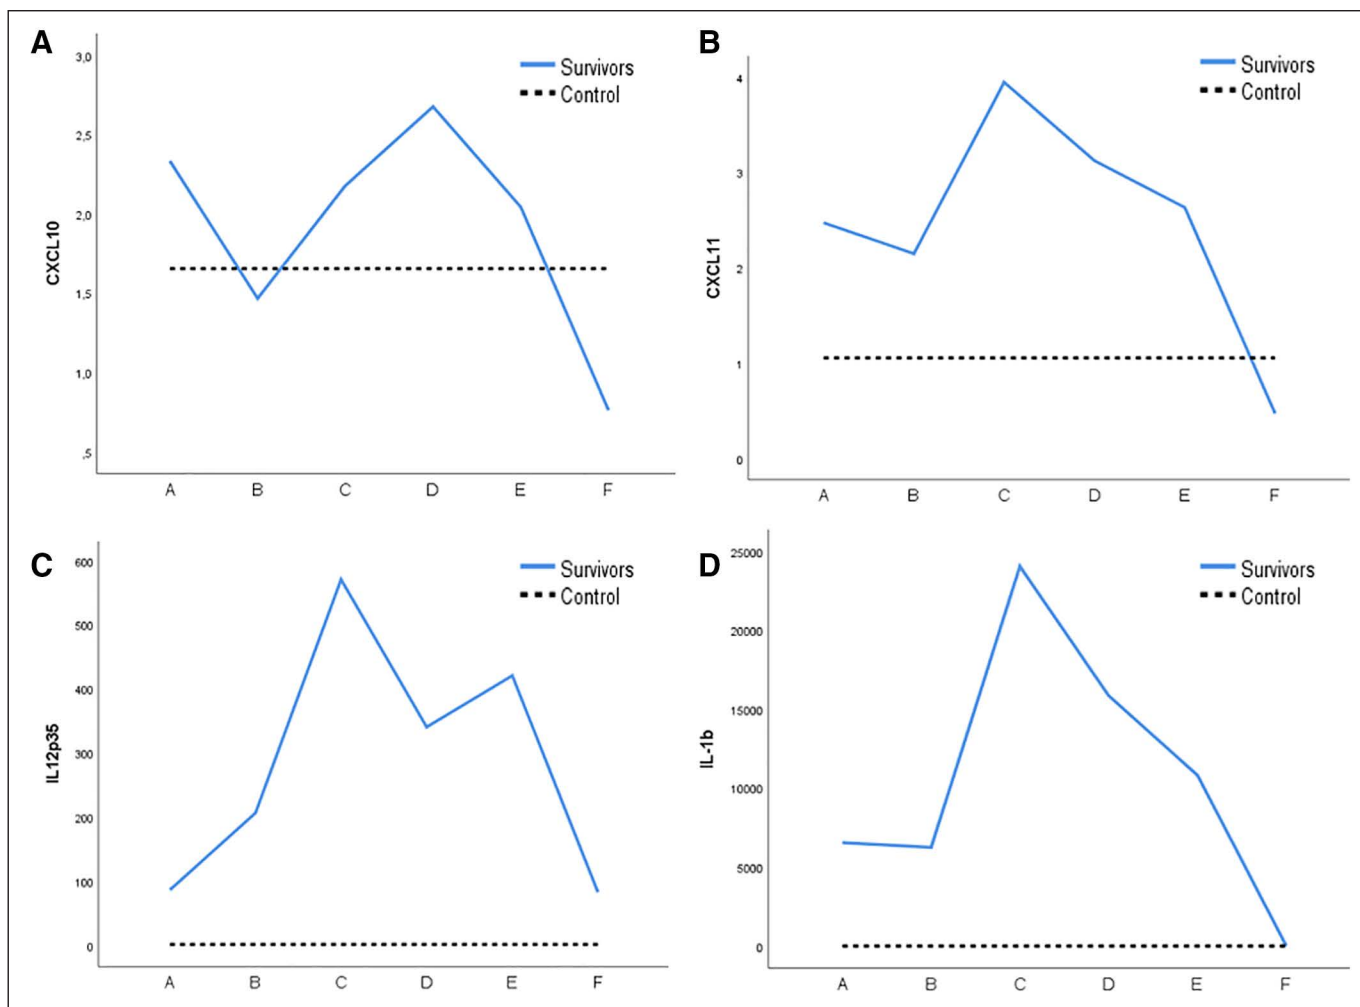 A
3,0
2,5
2,0
1,5
1,0
,5
CXCL10
Survivors
Control
A B C D E F
B
4
3
2
1
0
CXCL11
Survivors
Control
A B C D E F
C
600
500
400
300
200
100
0
IL12p35
Survivors
Control
A B C D E F
D
25000
20000
15000
10000
5000
0
IL-1b
Survivors
Control
A B C D E F